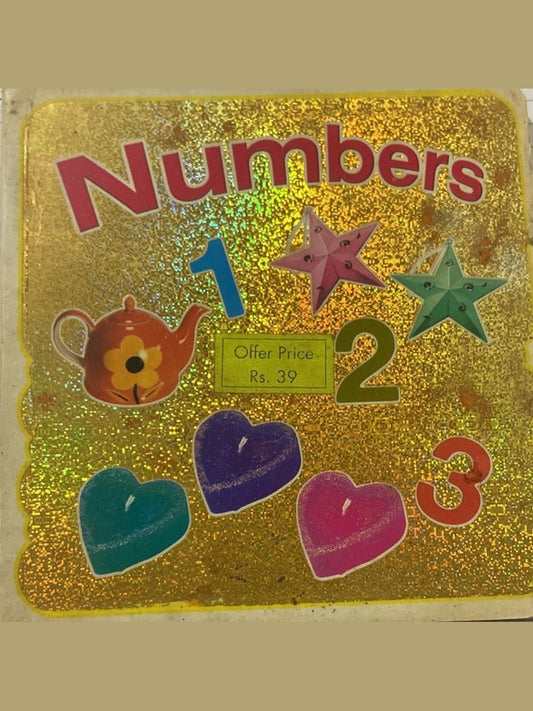 Numbers
1
Offer Price
Rs. 39
2
3